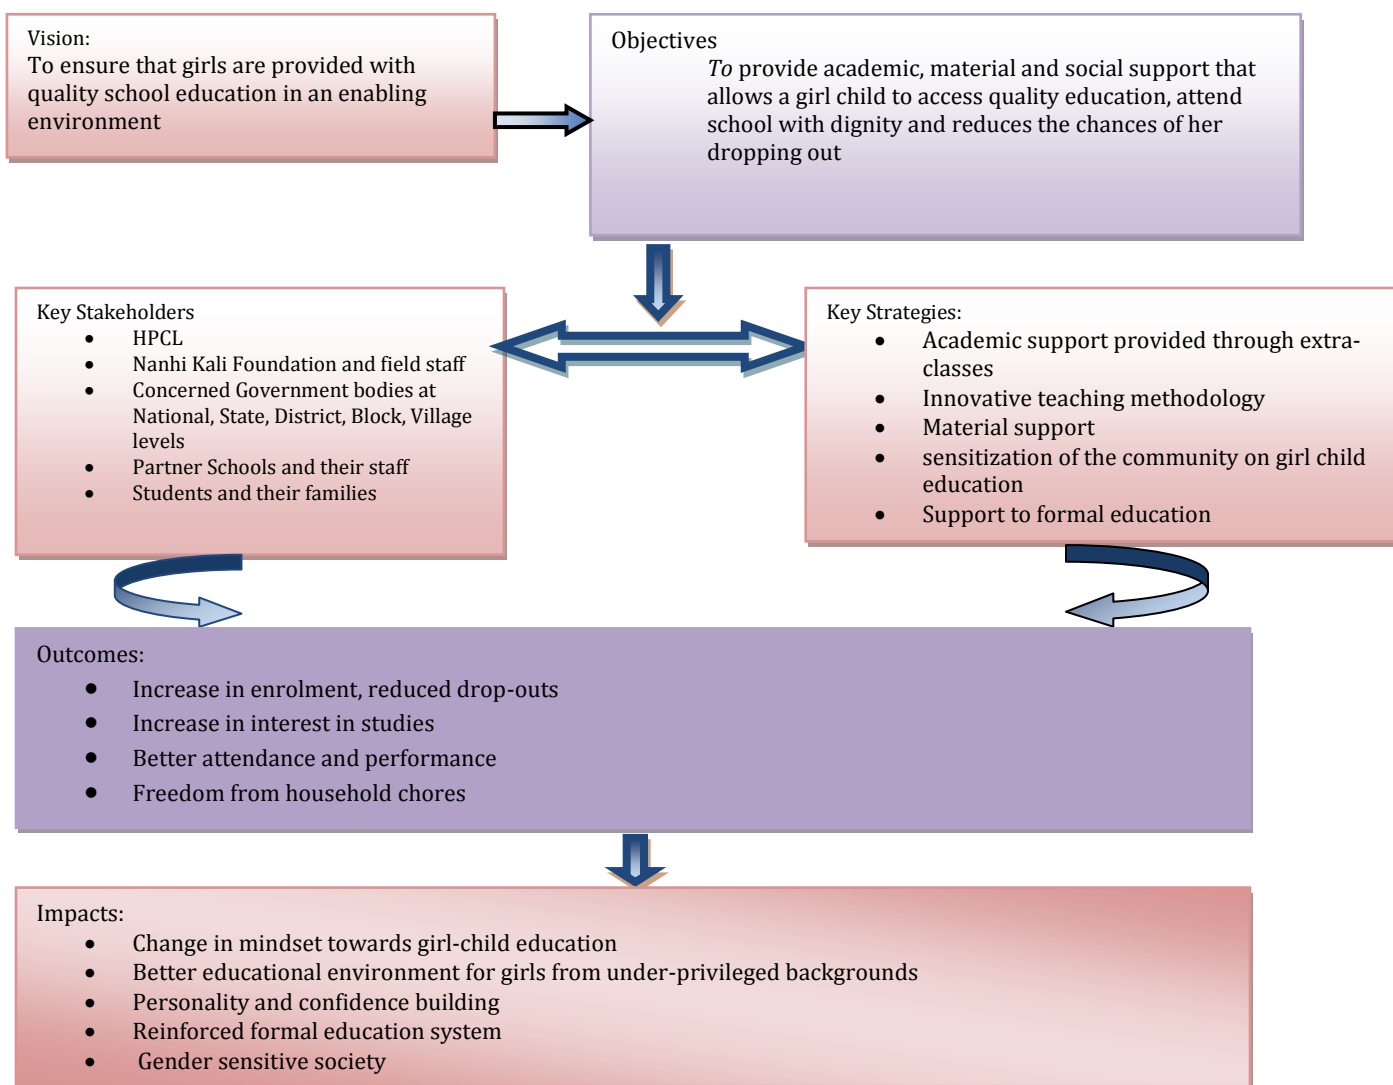 Vision:
To ensure that girls are provided with
quality school education in an enabling
environment
Objectives
To provide academic, material and social support that
allows a girl child to access quality education, attend
school with dignity and reduces the chances of her
dropping out
Key Stakeholders
• HPCL
• Nanhi Kali Foundation and field staff
• Concerned Government bodies at
National, State, District, Block, Village
levels
• Partner Schools and their staff
• Students and their families
Key Strategies:
• Academic support provided through extra-
classes
• Innovative teaching methodology
• Material support
• sensitization of the community on girl child
education
• Support to formal education
Outcomes:
• Increase in enrolment, reduced drop-outs
• Increase in interest in studies
• Better attendance and performance
• Freedom from household chores
Impacts:
• Change in mindset towards girl-child education
• Better educational environment for girls from under-privileged backgrounds
• Personality and confidence building
• Reinforced formal education system
• Gender sensitive society